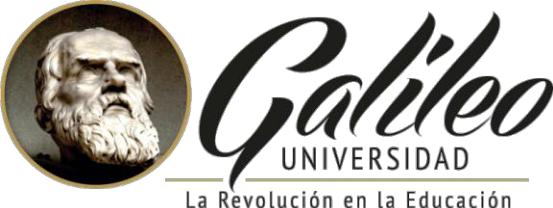 Galileo
UNIVERSIDAD
La Revolución en la Educación